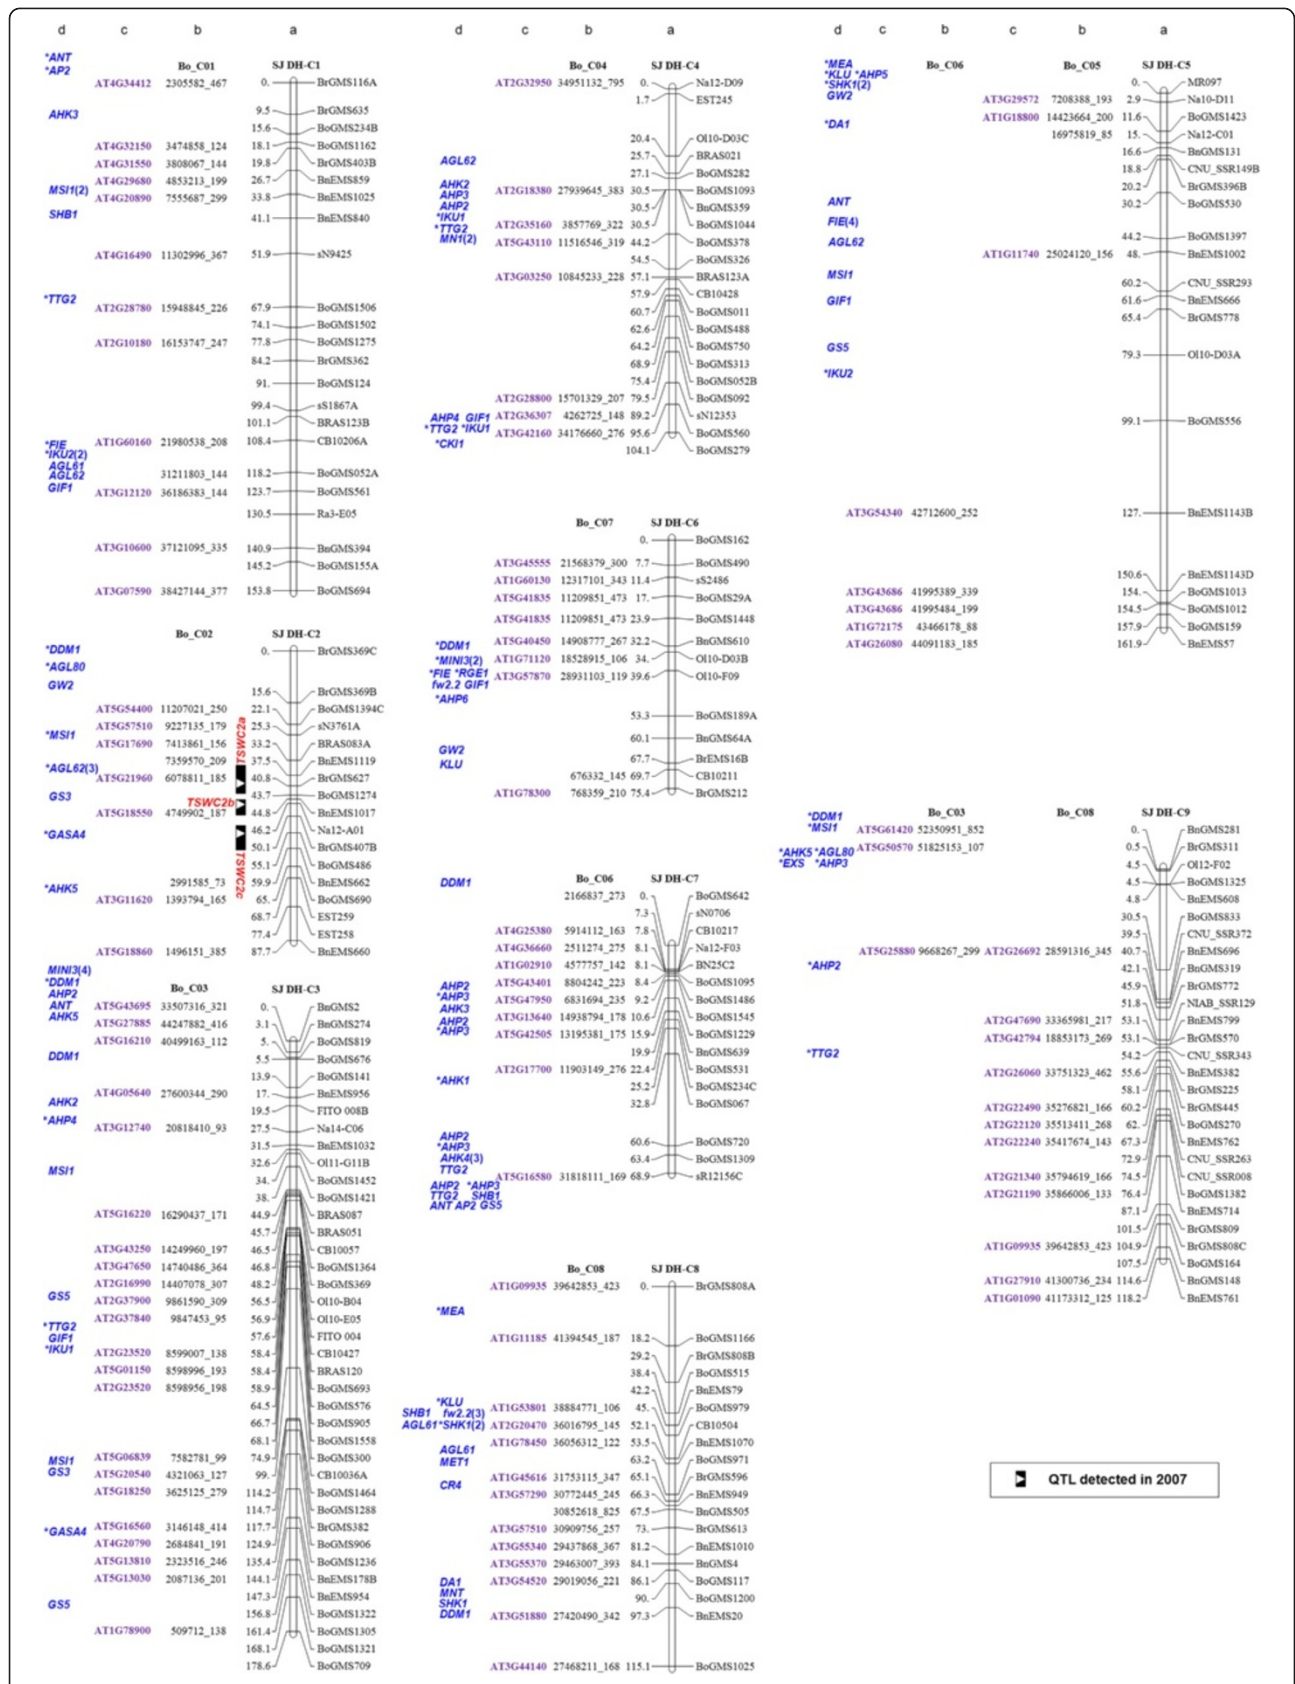 d c b a
*ANT
*AP2
Bo_C01 SJ DH-C1
AT4G34412 2305582_467 0. BrGMS116A
AHK3
9.5 BrGMS635
15.6 BoGMS234B
AT4G32150 3474858_124 18.1 BoGMS1162
AT4G31550 3808067_144 19.8 BrGMS403B
AT4G29680 4853213_199 26.7 BnEMS859
MSI1(2)
AT4G20890 7555687_299 33.8 BnEMS1025
SHB1
41.1 BnEMS840
AT4G16490 11302996_367 51.9 sN9425
*TTG2
AT2G28780 15948845_226 67.9 BoGMS1506
74.1 BoGMS1502
AT2G10180 16153747_247 77.8 BoGMS1275
84.2 BrGMS362
91. BoGMS124
99.4 sS1867A
101.1 BRAS123B
AT1G60160 21980538_208 108.4 CB10206A
*FIE
*IKU2(2)
AGL61
AGL62
31211803_144 118.2 BoGMS052A
GIF1
AT3G12120 36186383_144 123.7 BoGMS561
130.5 Ra3-E05
AT3G10600 37121095_335 140.9 BnGMS394
145.2 BoGMS155A
AT3G07590 38427144_377 153.8 BoGMS694
Bo_C02 SJ DH-C2
*DDM1
0. BrGMS369C
*AGL80
GW2
15.6 BrGMS369B
AT5G54400 11207021_250 22.1 BoGMS1394C
AT5G57510 9227135_179 25.3 sN3761A
*MSI1
AT5G17690 7413861_156 33.2 BRAS083A
TSWC2a
7359570_209 37.5 BnEMS1119
*AGL62(3)
AT5G21960 6078811_185 40.8 BrGMS627
GS3
43.7 BoGMS1274
TSWC2b
AT5G18550 4749902_187 44.8 BnEMS1017
*GASA4
46.2 Na12-A01
50.1 BrGMS407B
55.1 BoGMS486
TSWC2c
*AHK5
2991585_73 59.9 BnEMS662
AT3G11620 1393794_165 65. BoGMS690
68.7 EST259
77.4 EST258
AT5G18860 1496151_385 87.7 BnEMS660
MINI3(4)
*DDM1
AHP2
Bo_C03 SJ DH-C3
ANT
AT5G43695 33507316_321 0. BnGMS2
AHK5
AT5G27885 44247882_416 3.1 BnGMS274
AT5G16210 40499163_112 5. BoGMS819
DDM1
5.5 BoGMS676
13.9 BoGMS141
AT4G05640 27600344_290 17. BnEMS956
AHK2
19.5 FITO 008B
*AHP4
AT3G12740 20818410_93 27.5 Na14-C06
31.5 BnEMS1032
32.6 Ol11-G11B
MSI1
34. BoGMS1452
38. BoGMS1421
AT5G16220 16290437_171 44.9 BRAS087
45.7 BRAS051
AT3G43250 14249960_197 46.5 CB10057
AT3G47650 14740486_364 46.8 BoGMS1364
AT2G16990 14407078_307 48.2 BoGMS369
GS5
AT2G37900 9861590_309 56.5 Ol10-B04
AT2G37840 9847453_95 56.9 Ol10-E05
*TTG2
GIF1
57.6 FITO 004
*IKU1
AT2G23520 8599007_138 58.4 CB10427
AT5G01150 8598996_193 58.4 BRAS120
AT2G23520 8598956_198 58.9 BoGMS693
64.5 BoGMS576
66.7 BoGMS905
68.1 BoGMS1558
MSI1
AT5G06839 7582781_99 74.9 BoGMS300
GS3
AT5G20540 4321063_127 99. CB10036A
AT5G18250 3625125_279 114.2 BoGMS1464
114.7 BoGMS1288
*GASA4
AT5G16560 3146148_414 117.7 BrGMS382
AT4G20790 2684841_191 124.9 BoGMS906
AT5G13810 2323516_246 135.4 BoGMS1236
AT5G13030 2087136_201 144.1 BnEMS178B
147.3 BnEMS954
GS5
156.8 BoGMS1322
AT1G78900 509712_138 161.4 BoGMS1305
168.1 BoGMS1321
178.6 BoGMS709
d c b a
Bo_C04 SJ DH-C4
AT2G32950 34951132_795 0. Na12-D09
1.7 EST245
20.4 Ol10-D03C
AGL62
25.7 BRAS021
27.1 BoGMS282
AHK2
AT2G18380 27939645_383 30.5 BoGMS1093
AHP3
AHP2
30.5 BnGMS359
*IKU1
*TTG2
AT2G35160 3857769_322 30.5 BoGMS1044
MN1(2)
AT5G43110 11516546_319 44.2 BoGMS378
54.5 BoGMS326
AT3G03250 10845233_228 57.1 BRAS123A
57.9 CB10428
60.7 BoGMS011
62.6 BoGMS488
64.2 BoGMS750
68.9 BoGMS313
75.4 BoGMS052B
AT2G28800 15701329_207 79.5 BoGMS092
AHP4 GIF1
AT2G36307 4262725_148 89.2 sN12353
*TTG2 *IKU1
AT3G42160 34176660_276 95.6 BoGMS560
*CKI1
104.1 BoGMS279
Bo_C07 SJ DH-C6
0. BoGMS162
AT3G45555 21568379_300 7.7 BoGMS490
AT1G60130 12317101_343 11.4 sS2486
AT5G41835 11209851_473 17. BoGMS29A
AT5G41835 11209851_473 23.9 BoGMS1448
*DDM1
AT5G40450 14908777_267 32.2 BnGMS610
*MINI3(2)
AT1G71120 18528915_106 34. Ol10-D03B
*FIE *RGE1
AT3G57870 28931103_119 39.6 Ol10-F09
fw2.2 GIF1
*AHP6
53.3 BoGMS189A
60.1 BnGMS64A
GW2
KLU
67.7 BrEMS16B
676332_145 69.7 CB10211
AT1G78300 768359_210 75.4 BrGMS212
Bo_C06 SJ DH-C7
DDM1
2166837_273 0. BoGMS642
7.3 sN0706
AT4G25380 5914112_163 7.8 CB10217
AT4G36660 2511274_275 8.1 Na12-F03
AT1G02910 4577757_142 8.1 BN25C2
AHP2
AT5G43401 8804242_223 8.4 BoGMS1095
*AHP3
AT5G47950 6831694_235 9.2 BoGMS1486
AHK3
AT3G13640 14938794_178 10.6 BoGMS1545
AHP2
*AHP3
AT5G42505 13195381_175 15.9 BoGMS1229
19.9 BnGMS639
AT2G17700 11903149_276 22.4 BoGMS531
*AHK1
25.2 BoGMS234C
32.8 BoGMS067
AHP2
*AHP3
60.6 BoGMS720
AHK4(3)
63.4 BoGMS1309
TTG2
AT5G16580 31818111_169 68.9 sR12156C
AHP2 *AHP3
TTG2 SHB1
ANT AP2 GS5
Bo_C08 SJ DH-C8
AT1G09935 39642853_423 0. BrGMS808A
*MEA
AT1G11185 41394545_187 18.2 BoGMS1166
29.2 BrGMS808B
38.4 BoGMS515
42.2 BnEMS79
*KLU
AT1G53801 38884771_106 45. BoGMS979
SHB1 fw2.2(3)
AGL61 *SHK1(2)
AT2G20470 36016795_145 52.1 CB10504
AT1G78450 36056312_122 53.5 BnEMS1070
AGL61
MET1
63.2 BoGMS971
AT1G45616 31753115_347 65.1 BrGMS596
CR4
AT3G57290 30772445_245 66.3 BnEMS949
30852618_825 67.5 BnGMS505
AT3G57510 30909756_257 73. BrGMS613
AT3G55340 29437868_367 81.2 BnEMS1010
AT3G55370 29463007_393 84.1 BnGMS4
DA1
AT3G54520 29019056_221 86.1 BoGMS117
MNT
SHK1
90. BoGMS1200
DDM1
AT3G51880 27420490_342 97.3 BnEMS20
AT3G44140 27468211_168 115.1 BoGMS1025
d c b c b a
*MEA
Bo_C06 Bo_C05 SJ DH-C5
*KLU *AHP5
*SHK1(2)
0. MR097
GW2
AT3G29572 7208388_193 2.9 Na10-D11
AT1G18800 14423664_200 11.6 BoGMS1423
*DA1
16975819_85 15. Na12-C01
16.6 BnGMS131
18.8 CNU_SSR149B
20.2 BrGMS396B
ANT
30.2 BoGMS530
FIE(4)
44.2 BoGMS1397
AGL62
AT1G11740 25024120_156 48. BnEMS1002
MSI1
60.2 CNU_SSR293
GIF1
61.6 BnEMS666
65.4 BrGMS778
GS5
79.3 Ol10-D03A
*IKU2
99.1 BoGMS556
AT3G54340 42712600_252 127. BnEMS1143B
150.6 BnEMS1143D
AT3G43686 41995389_339 154. BoGMS1013
AT3G43686 41995484_199 154.5 BoGMS1012
AT1G72175 43466178_88 157.9 BoGMS159
AT4G26080 44091183_185 161.9 BnEMS57
Bo_C03 Bo_C08 SJ DH-C9
*DDM1
*MSI1
AT5G61420 52350951_852 0. BnGMS281
AT5G50570 51825153_107 0.5 BrGMS311
*AHK5 *AGL80
*EXS *AHP3
4.5 Ol12-F02
4.5 BoGMS1325
4.8 BnEMS608
30.5 BoGMS833
39.5 CNU_SSR372
AT5G25880 9668267_299 AT2G26692 28591316_345 40.7 BnEMS696
*AHP2
42.1 BnGMS319
45.9 BrGMS772
51.8 NIAB_SSR129
AT2G47690 33365981_217 53.1 BnEMS799
AT3G42794 18853173_269 53.1 BrGMS570
*TTG2
54.2 CNU_SSR343
AT2G26060 33751323_462 55.6 BnEMS382
58.1 BrGMS225
AT2G22490 35276821_166 60.2 BrGMS445
AT2G22120 35513411_268 62. BoGMS270
AT2G22240 35417674_143 67.3 BnEMS762
72.9 CNU_SSR263
AT2G21340 35794619_166 74.5 CNU_SSR008
AT2G21190 35866006_133 76.4 BoGMS1382
87.1 BnEMS714
101.5 BrGMS809
AT1G09935 39642853_423 104.9 BrGMS808C
107.5 BoGMS164
AT1G27910 41300736_234 114.6 BnGMS148
AT1G01090 41173312_125 118.2 BnEMS761
QTL detected in 2007